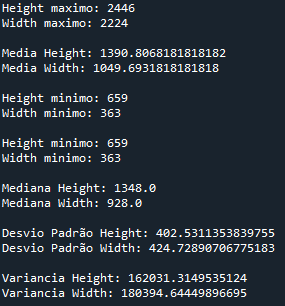 Height maximo: 2446
Width maximo: 2224
Media Height: 1390.8068181818182
Media Width: 1049.6931818181818
Height minimo: 659
Width minimo: 363
Height minimo: 659
Width minimo: 363
Mediana Height: 1348.0
Mediana Width: 928.0
Desvio Padrão Height: 402.5311353839755
Desvio Padrão Width: 424.72890706775183
Variancia Height: 162031.3149535124
Variancia Width: 180394.64449896695